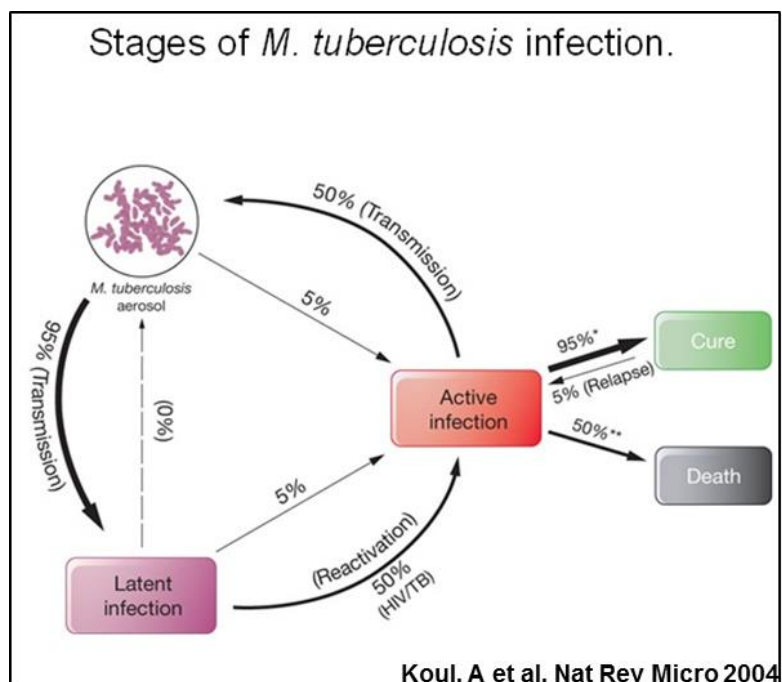 Stages of M. tuberculosis infection.
50% (Transmission)
M. tuberculosis
aerosol
5%
95% (Transmission)
(0%)
95%*
Cure
5% (Relapse)
Active
infection
50%**
Death
5%
(Reactivation)
50%
(HIV/TB)
Latent
infection
Koul. A et al. Nat Rev Micro 2004